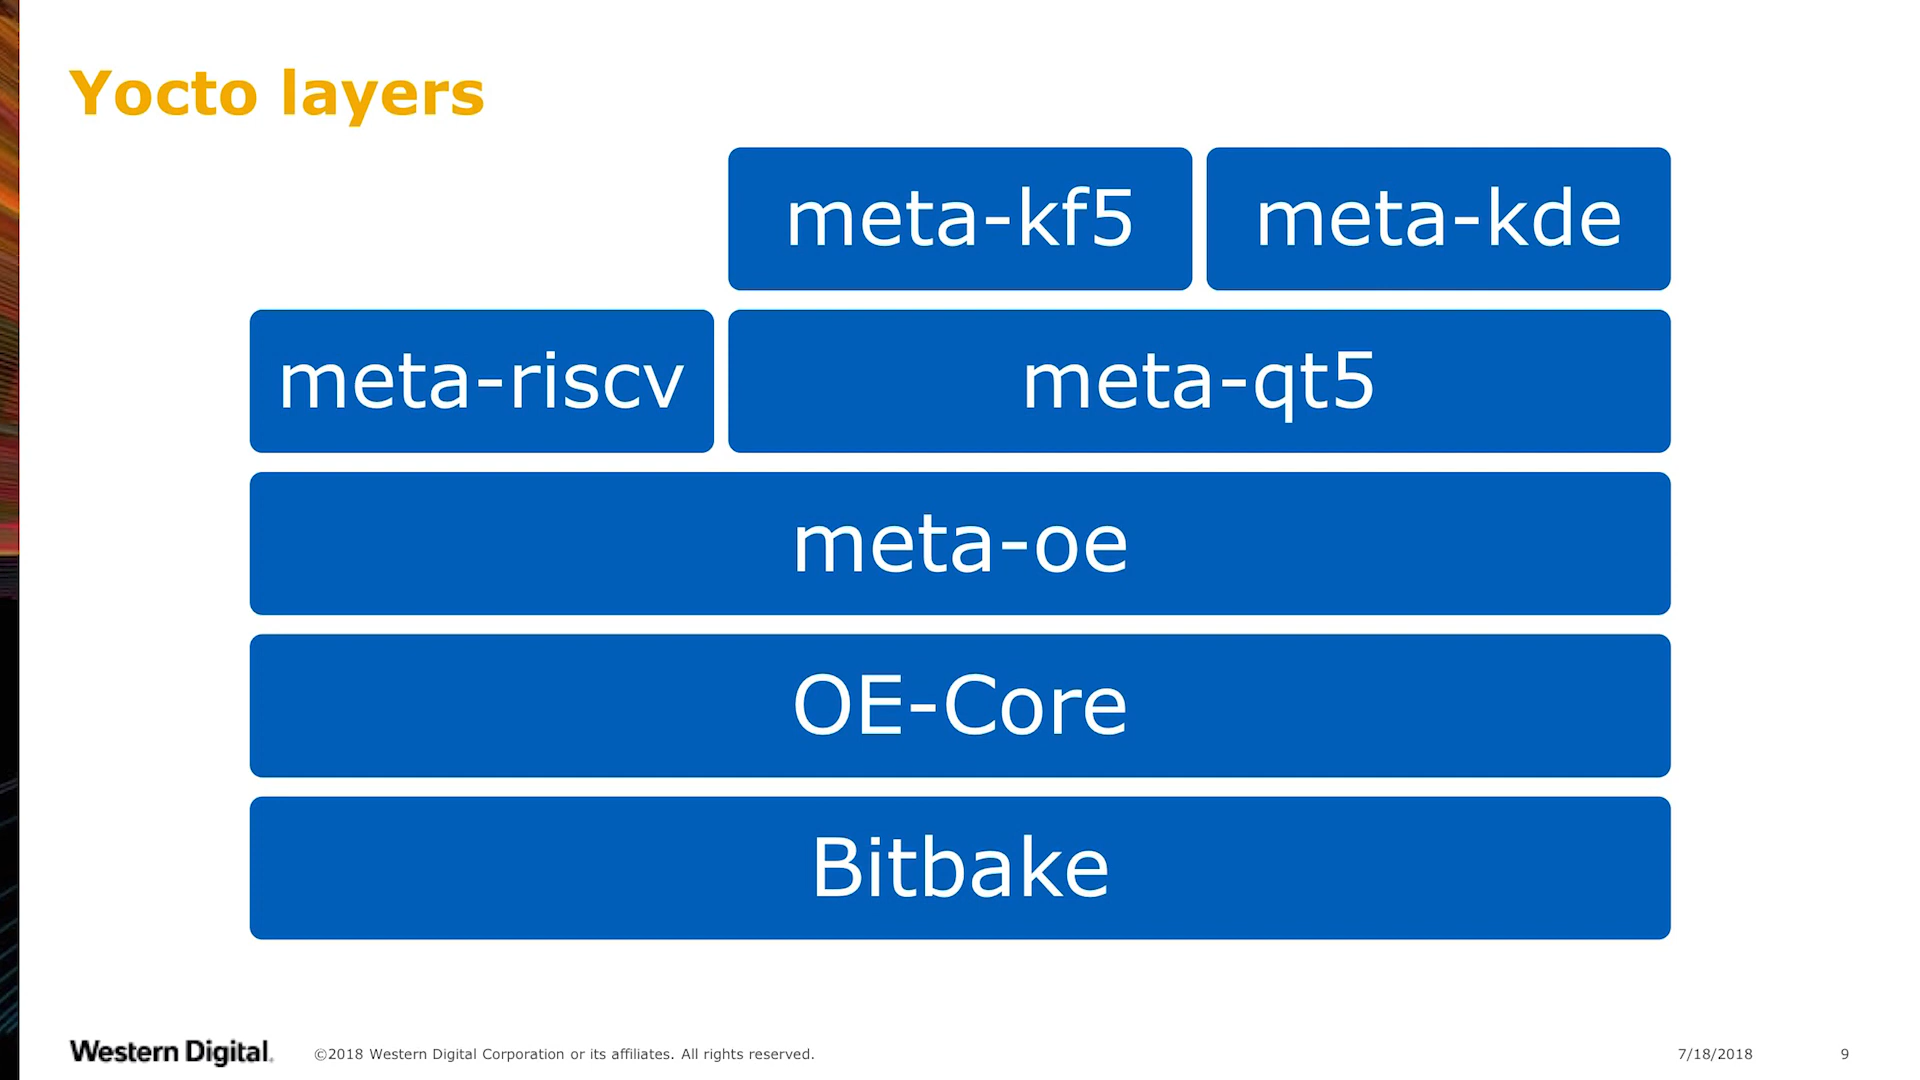 Yocto layers
meta-kf5
meta-kde
meta-riscv
meta-qt5
meta-oe
OE-Core
Bitbake
Western Digital.
©2018 Western Digital Corporation or its affiliates. All rights reserved.
7/18/2018
9